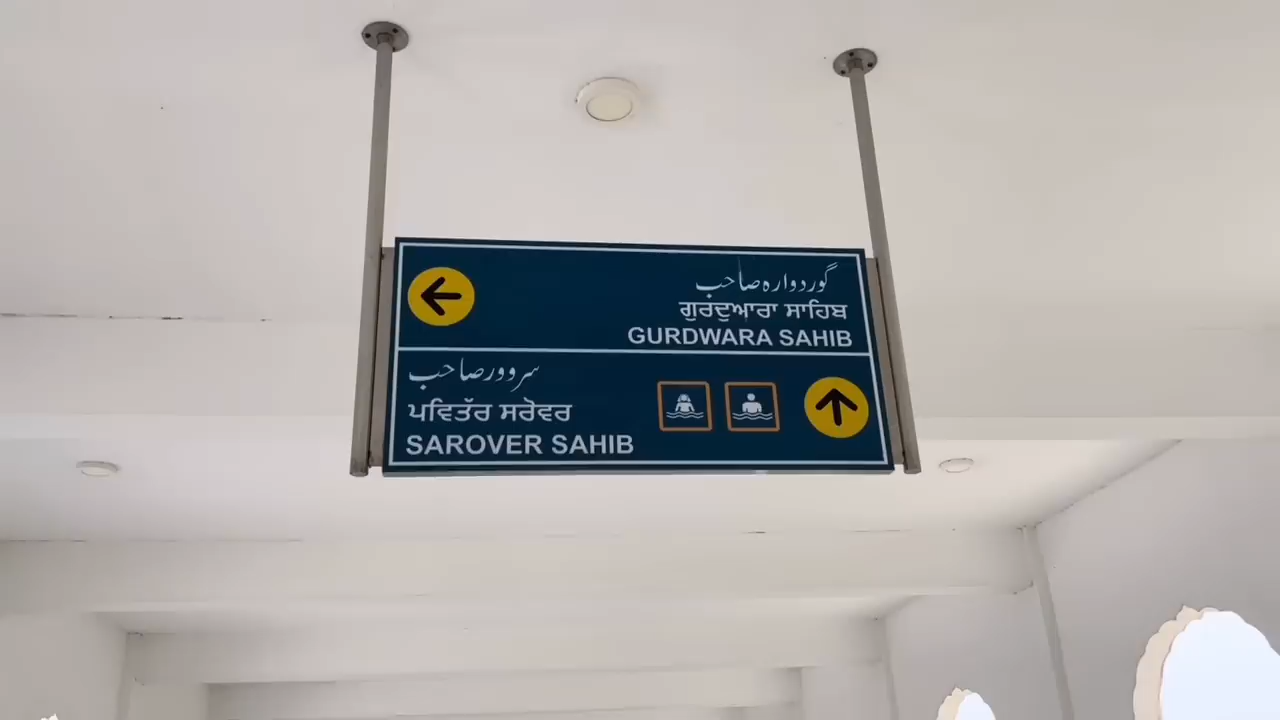 گوردوارہ صاحب
ਗੁਰਦੁਆਰਾ ਸਾਹਿਬ
GURDWARA SAHIB
سروور صاحب
ਪਵਿਤੱਰ ਸਰੋਵਰ
SAROVER SAHIB